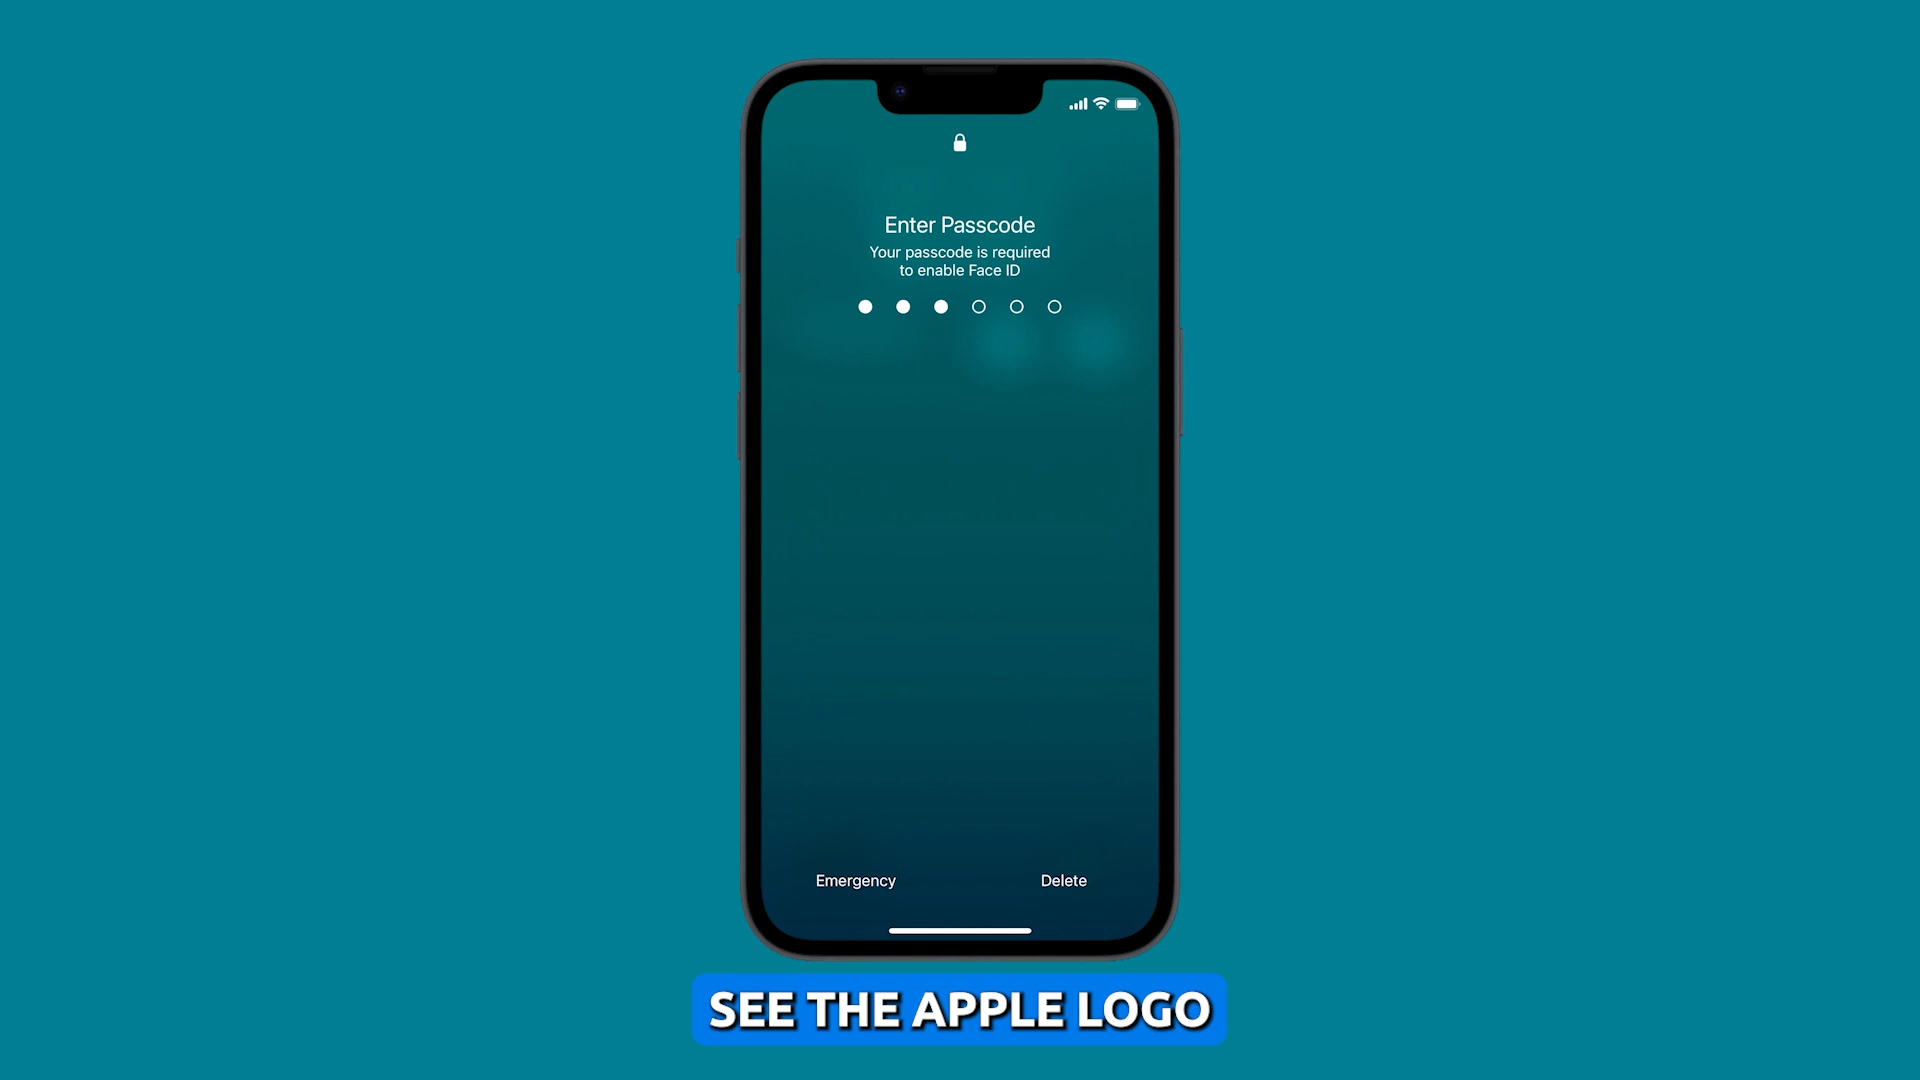 Enter Passcode
Your passcode is required
to enable Face ID
Emergency
Delete
SEE THE APPLE LOGO